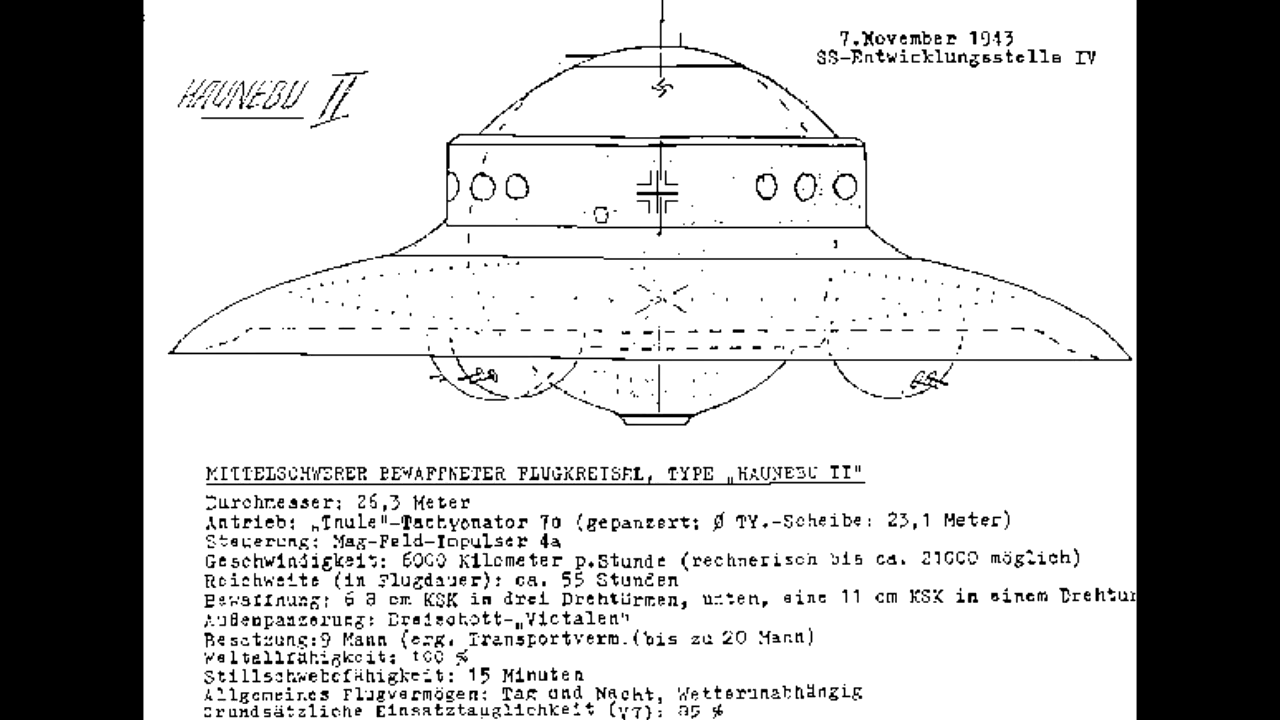 7.November 1943
SS-Entwicklungsstelle IV
HAUNEBU II
MITTELSCHWERER BEWAFFNETER FLUGKREISEL, TYPE „HAUNEBU II"
Durchmesser: 26,3 Meter
Antrieb: „Thule"-Tachyonator 7o (gepanzert: Ø TY.-Scheibe: 23,1 Meter)
Steuerung: Mag-Feld-Impulser 4a
Geschwindigkeit: 6000 Kilometer p.Stunde (rechnerisch bis ca. 21000 möglich)
Reichweite (in Flugdauer): ca. 55 Stunden
Bewaffnung: 6 8 cm KSK in drei Drehtürmen, unten, eine 11 cm KSK in einem Drehtur
Außenpanzerung: Dreischott-„Victalen"
Besatzung:9 Mann (erg. Transportverm.(bis zu 20 Mann)
Weltallfähigkeit: 100 %
Stillschwebefähigkeit: 15 Minuten
Allgemeines Flugvermögen: Tag und Nacht, Wetterunabhängig
Grundsätzliche Einsatztauglichkeit (V7): 85 %